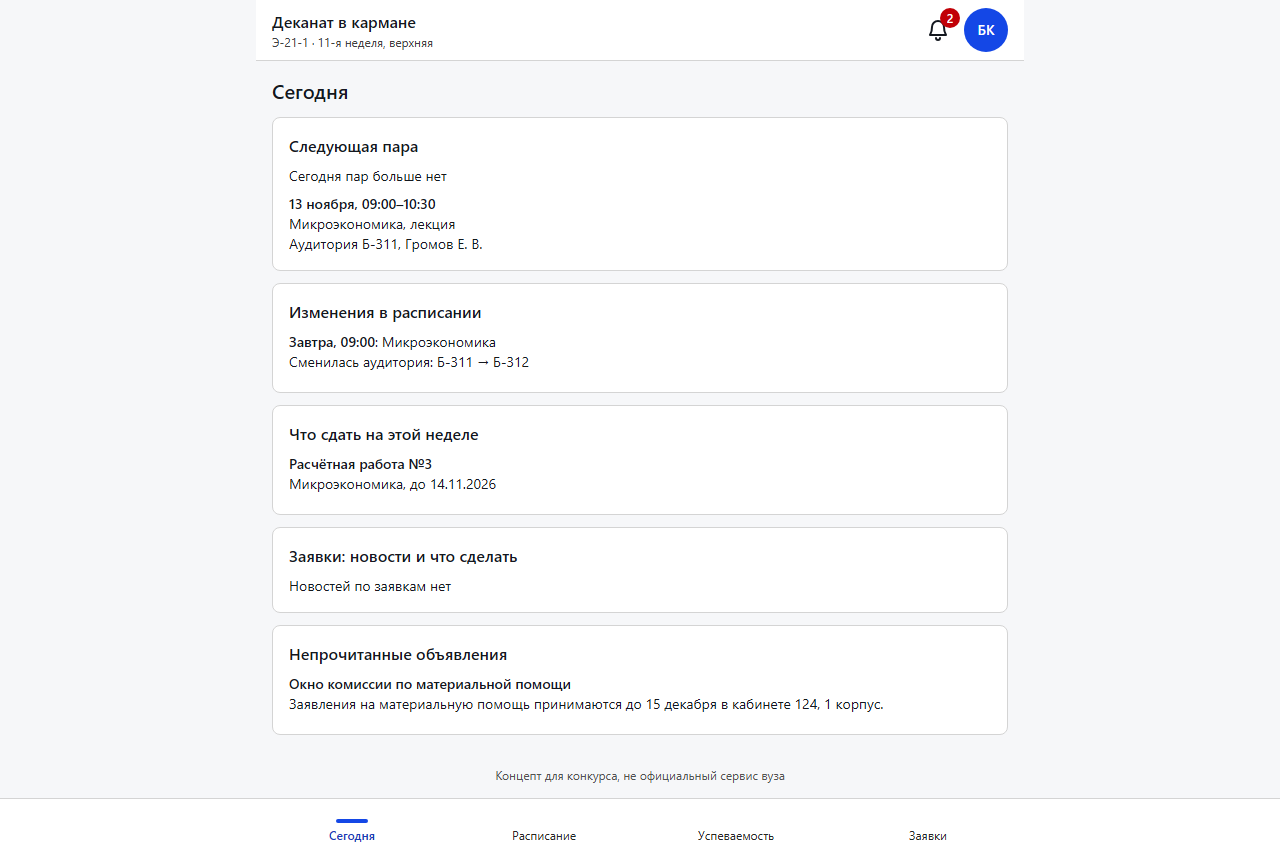 Деканат в кармане
Э-21-1 · 11-я неделя, верхняя
2
БК
Сегодня
Следующая пара
Сегодня пар больше нет
13 ноября, 09:00–10:30
Микроэкономика, лекция
Аудитория Б-311, Громов Е. В.
Изменения в расписании
Завтра, 09:00: Микроэкономика
Сменилась аудитория: Б-311 → Б-312
Что сдать на этой неделе
Расчётная работа №3
Микроэкономика, до 14.11.2026
Заявки: новости и что сделать
Новостей по заявкам нет
Непрочитанные объявления
Окно комиссии по материальной помощи
Заявления на материальную помощь принимаются до 15 декабря в кабинете 124, 1 корпус.
Концепт для конкурса, не официальный сервис вуза
Сегодня
Расписание
Успеваемость
Заявки